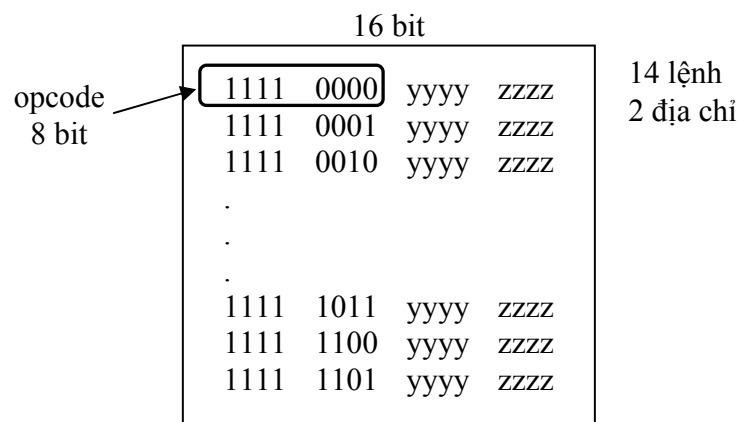 16 bit
opcode
8 bit
1111 0000 yyyy zzzz
1111 0001 yyyy zzzz
1111 0010 yyyy zzzz
.
.
.
1111 1011 yyyy zzzz
1111 1100 yyyy zzzz
1111 1101 yyyy zzzz
14 lệnh
2 địa chỉ